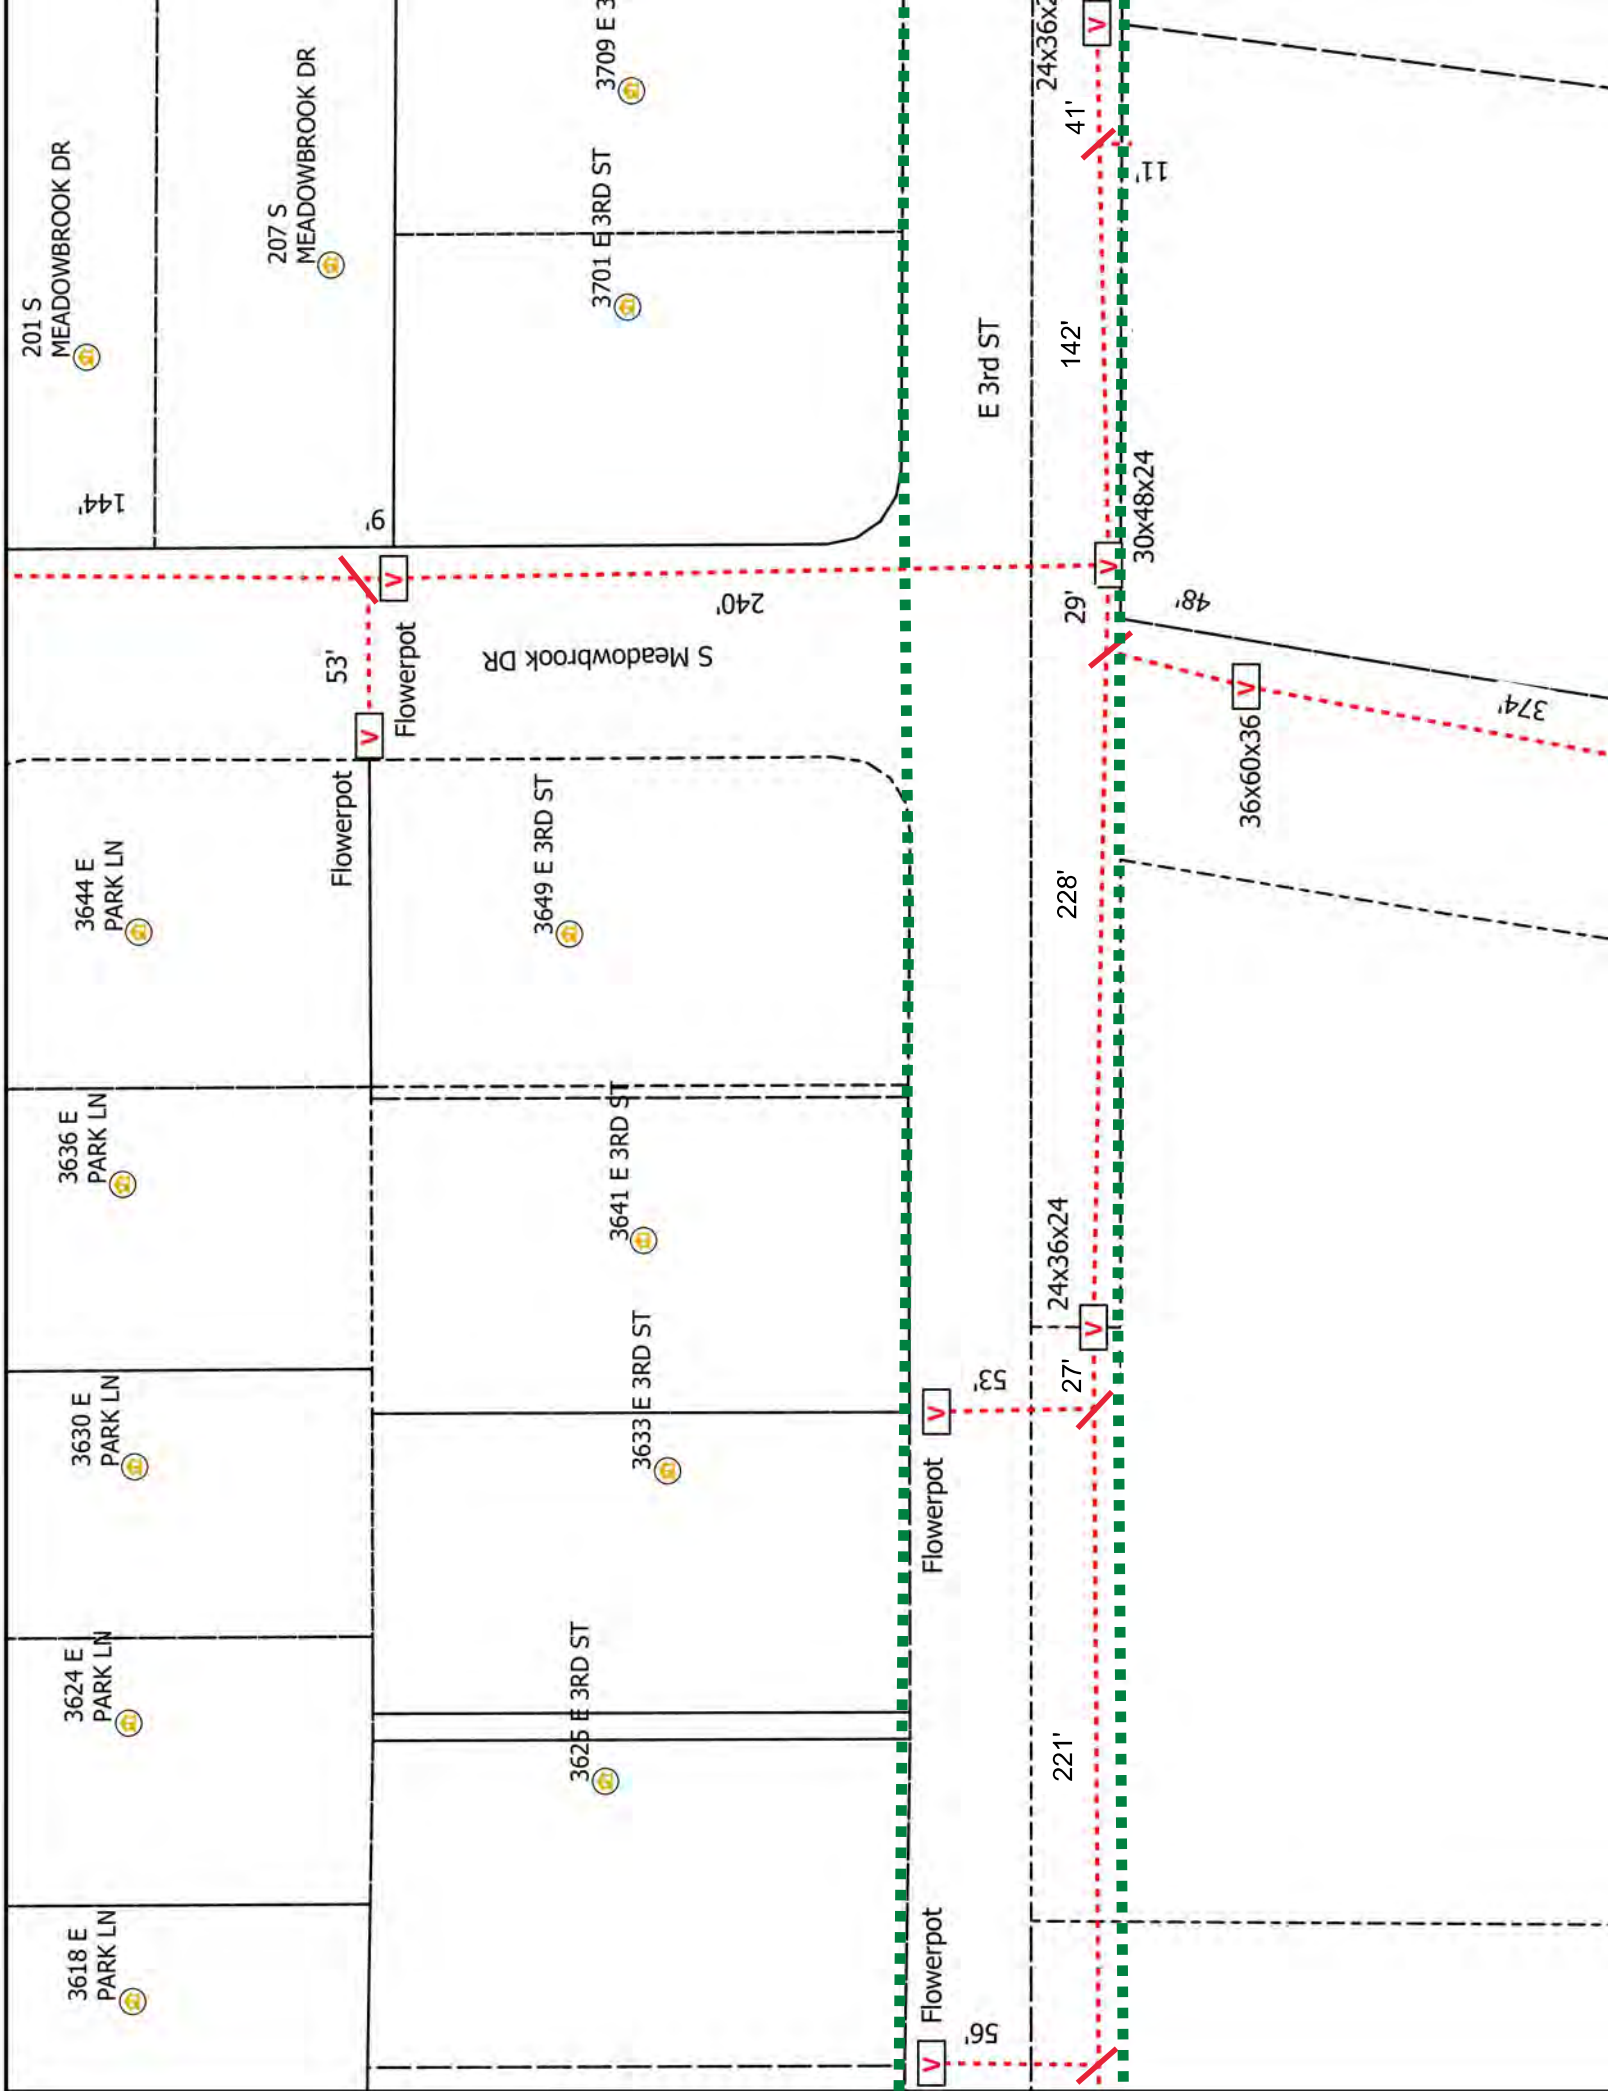 201 S
MEADOWBROOK DR
207 S
MEADOWBROOK DR
3709 E 3
3701 E 3RD ST
E 3rd ST
24x36x2
V
41'
11'
142'
144'
9'
V
240'
53'
Flowerpot
V
Flowerpot
S Meadowbrook DR
V
30x48x24
29'
48'
V
36x60x36
374'
3644 E
PARK LN
3649 E 3RD ST
228'
3636 E
PARK LN
3641 E 3RD ST
24x36x24
V
27'
3630 E
PARK LN
3633 E 3RD ST
53'
V
Flowerpot
3624 E
PARK LN
3625 E 3RD ST
221'
3618 E
PARK LN
Flowerpot
V
56'